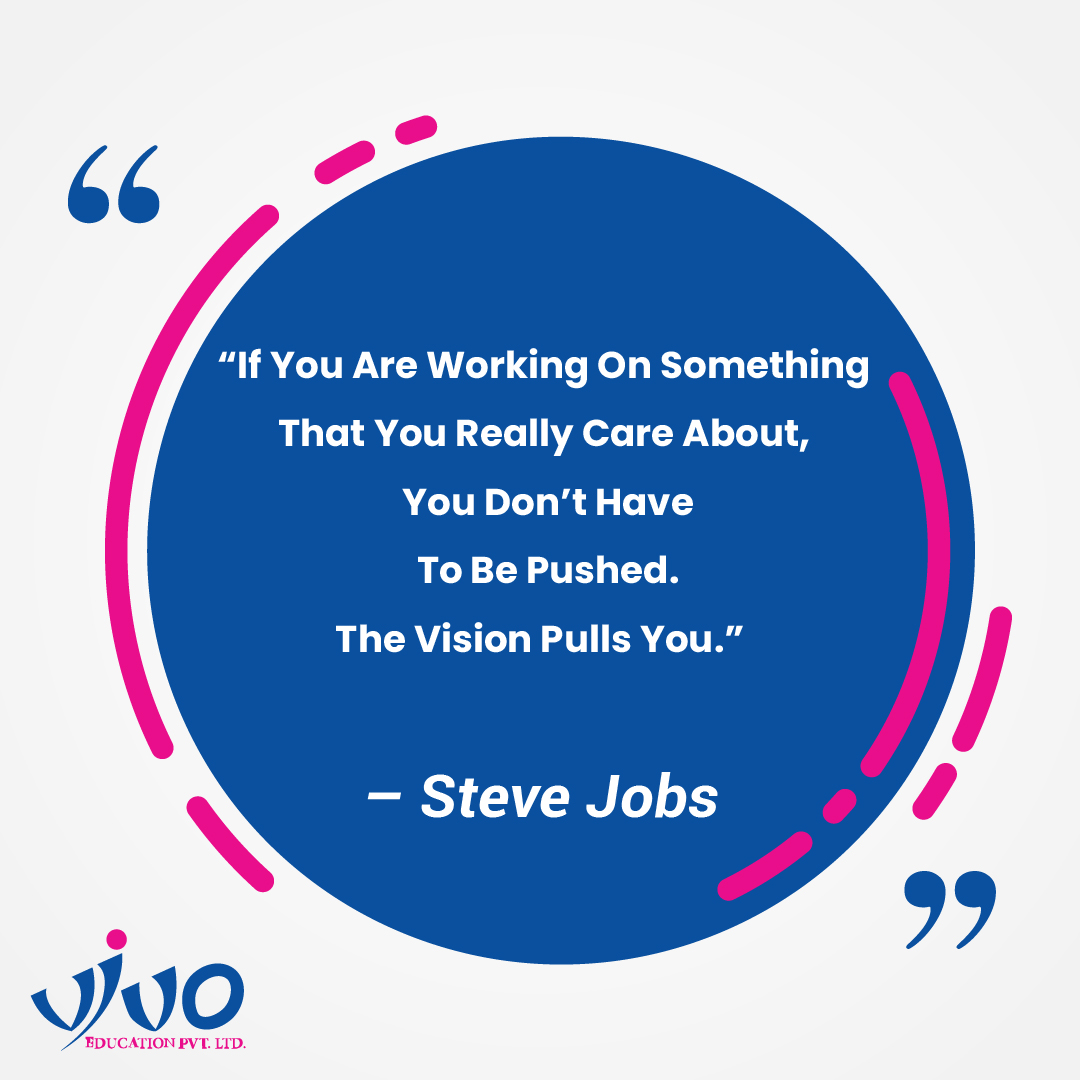 “If You Are Working On Something
That You Really Care About,
You Don’t Have
To Be Pushed.
The Vision Pulls You.”
– Steve Jobs
vivo
EDUCATION PVT. LTD.